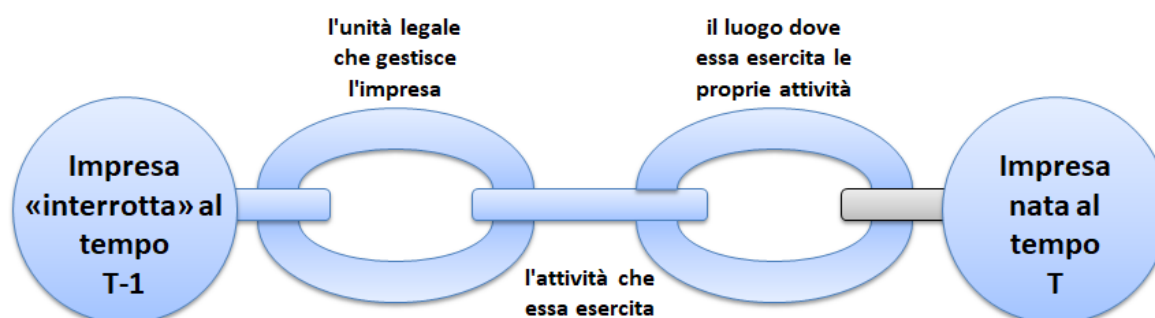 l'unità legale
che gestisce
l'impresa
il luogo dove
essa esercita le
proprie attività
Impresa
«interrotta» al
tempo
T-1
l'attività che
essa esercita
Impresa
nata al
tempo
T